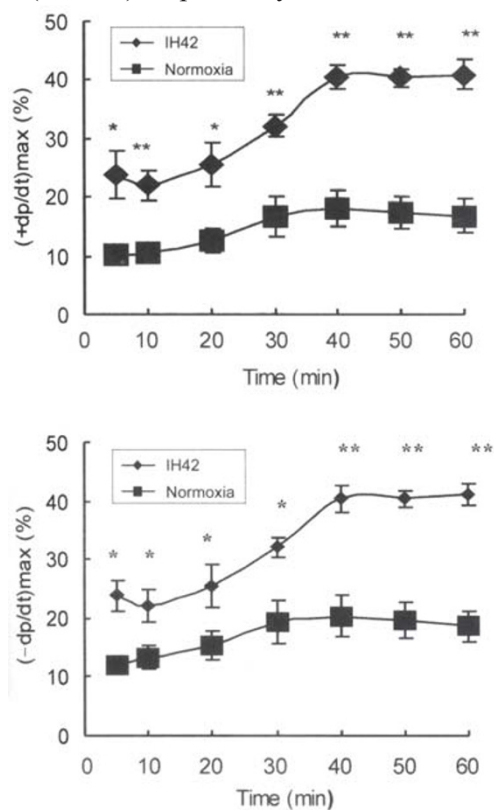 50
40
30
20
10
0
(+dp/dt)max (%)
IH42
Normoxia
* ** * ** ** ** **
0 10 20 30 40 50 60
Time (min)
50
40
30
20
10
0
(−dp/dt)max (%)
IH42
Normoxia
* * * * ** ** **
0 10 20 30 40 50 60
Time (min)